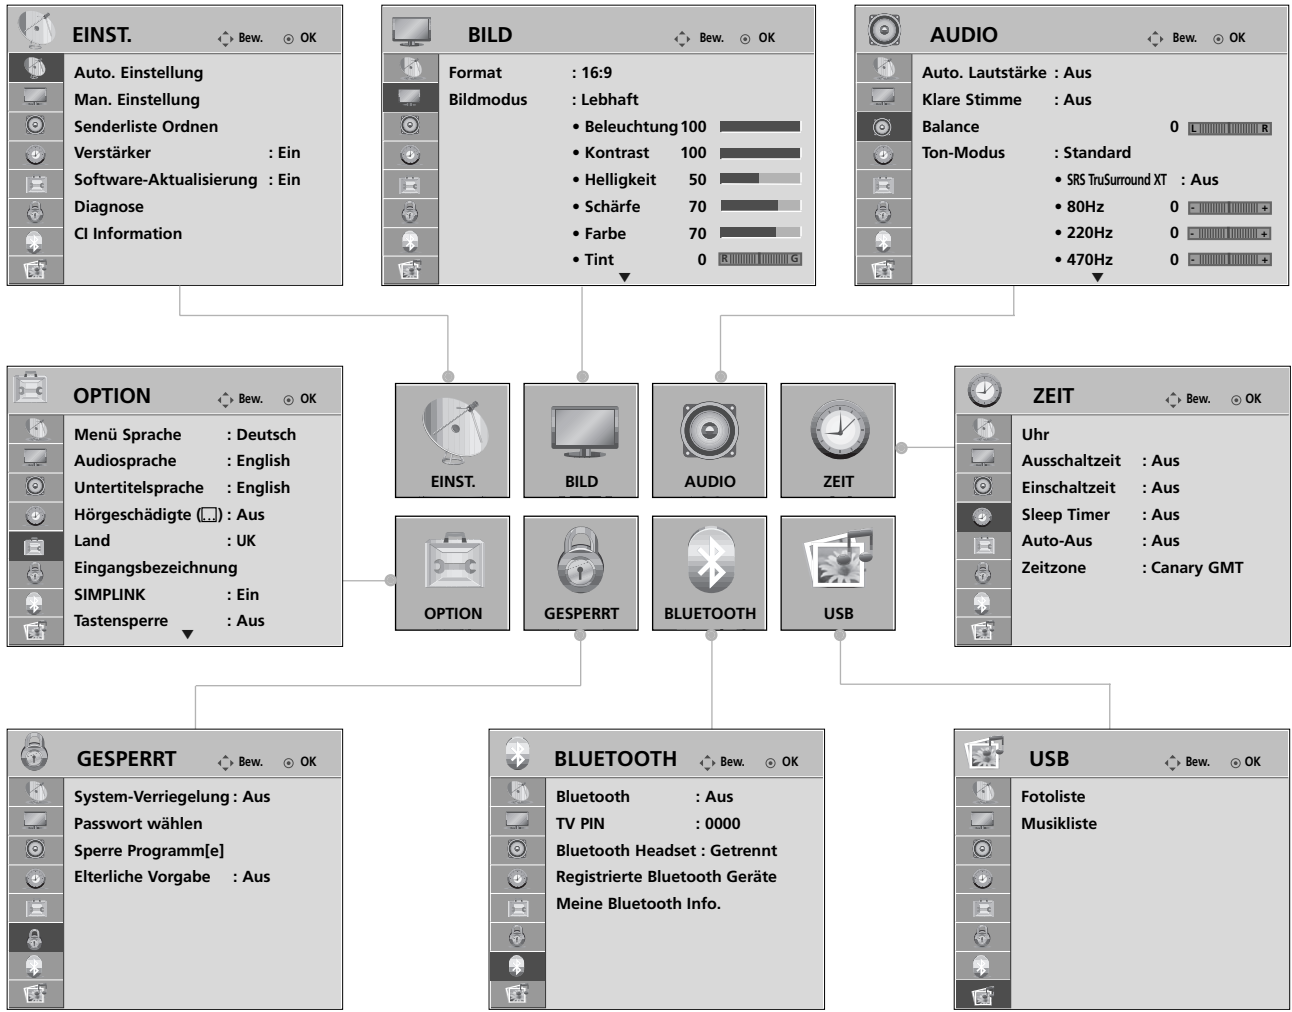 EINST.
Bew. OK
Auto. Einstellung
Man. Einstellung
Senderliste Ordnen
Verstärker : Ein
Software-Aktualisierung : Ein
Diagnose
CI Information
BILD
Bew. OK
Format : 16:9
Bildmodus : Lebhaft
• Beleuchtung 100
• Kontrast 100
• Helligkeit 50
• Schärfe 70
• Farbe 70
• Tint 0 R G
AUDIO
Bew. OK
Auto. Lautstärke : Aus
Klare Stimme : Aus
Balance 0 L R
Ton-Modus : Standard
• SRS TruSurround XT : Aus
• 80Hz 0 - +
• 220Hz 0 - +
• 470Hz 0 - +
OPTION
Bew. OK
Menü Sprache : Deutsch
Audiosprache : English
Untertitelsprache : English
Hörgeschädigte ( ) : Aus
Land : UK
Eingangsbezeichnung
SIMPLINK : Ein
Tastensperre : Aus
EINST.
BILD
AUDIO
ZEIT
OPTION
GESPERRT
BLUETOOTH
USB
ZEIT
Bew. OK
Uhr
Ausschaltzeit : Aus
Einschaltzeit : Aus
Sleep Timer : Aus
Auto-Aus : Aus
Zeitzone : Canary GMT
GESPERRT
Bew. OK
System-Verriegelung : Aus
Passwort wählen
Sperre Programm[e]
Elterliche Vorgabe : Aus
BLUETOOTH
Bew. OK
Bluetooth : Aus
TV PIN : 0000
Bluetooth Headset : Getrennt
Registrierte Bluetooth Geräte
Meine Bluetooth Info.
USB
Bew. OK
Fotoliste
Musikliste